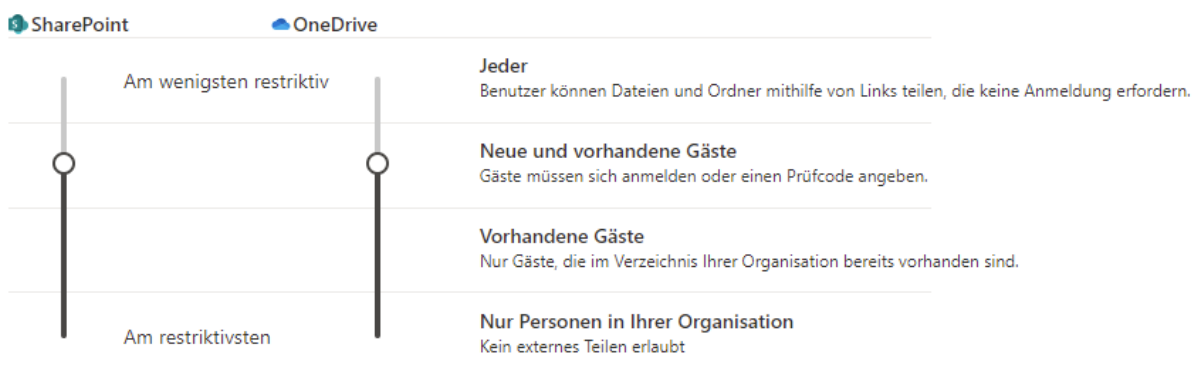 SharePoint
OneDrive
Am wenigsten restriktiv
Jeder
Benutzer können Dateien und Ordner mithilfe von Links teilen, die keine Anmeldung erfordern.
Neue und vorhandene Gäste
Gäste müssen sich anmelden oder einen Prüfcode angeben.
Vorhandene Gäste
Nur Gäste, die im Verzeichnis Ihrer Organisation bereits vorhanden sind.
Am restriktivsten
Nur Personen in Ihrer Organisation
Kein externes Teilen erlaubt